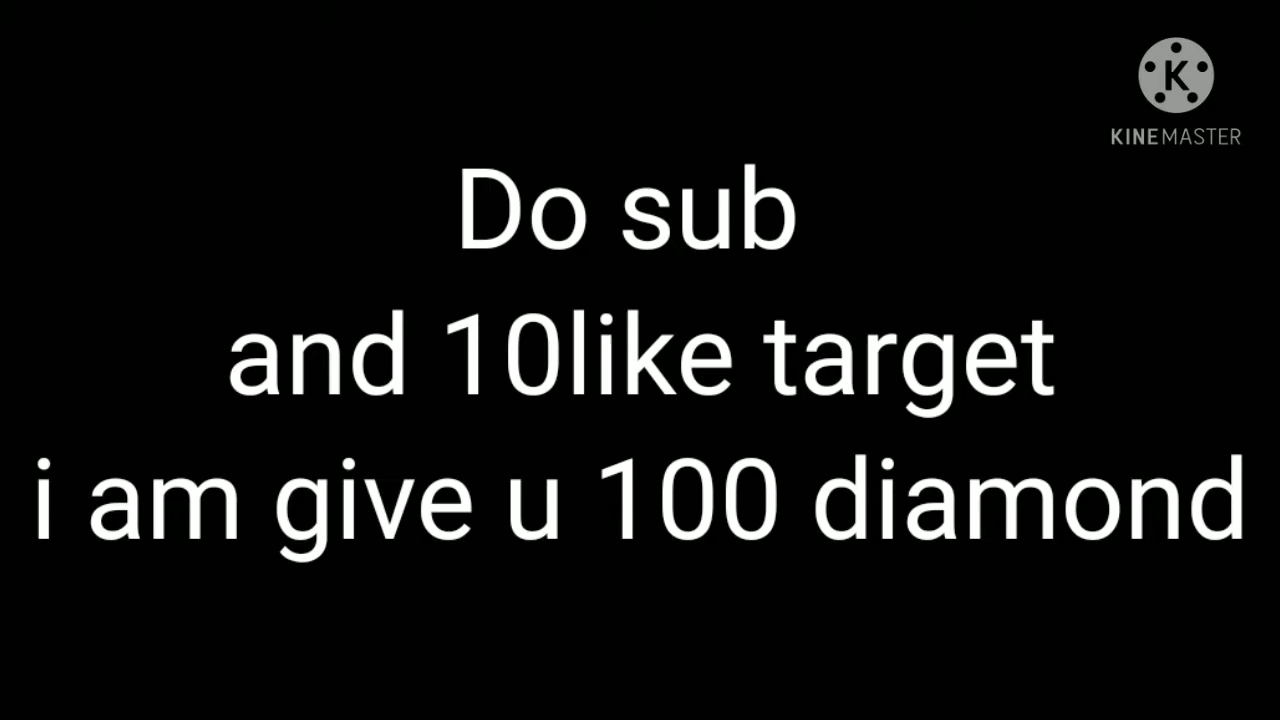 K
KINEMASTER
Do sub
and 10like target
i am give u 100 diamond